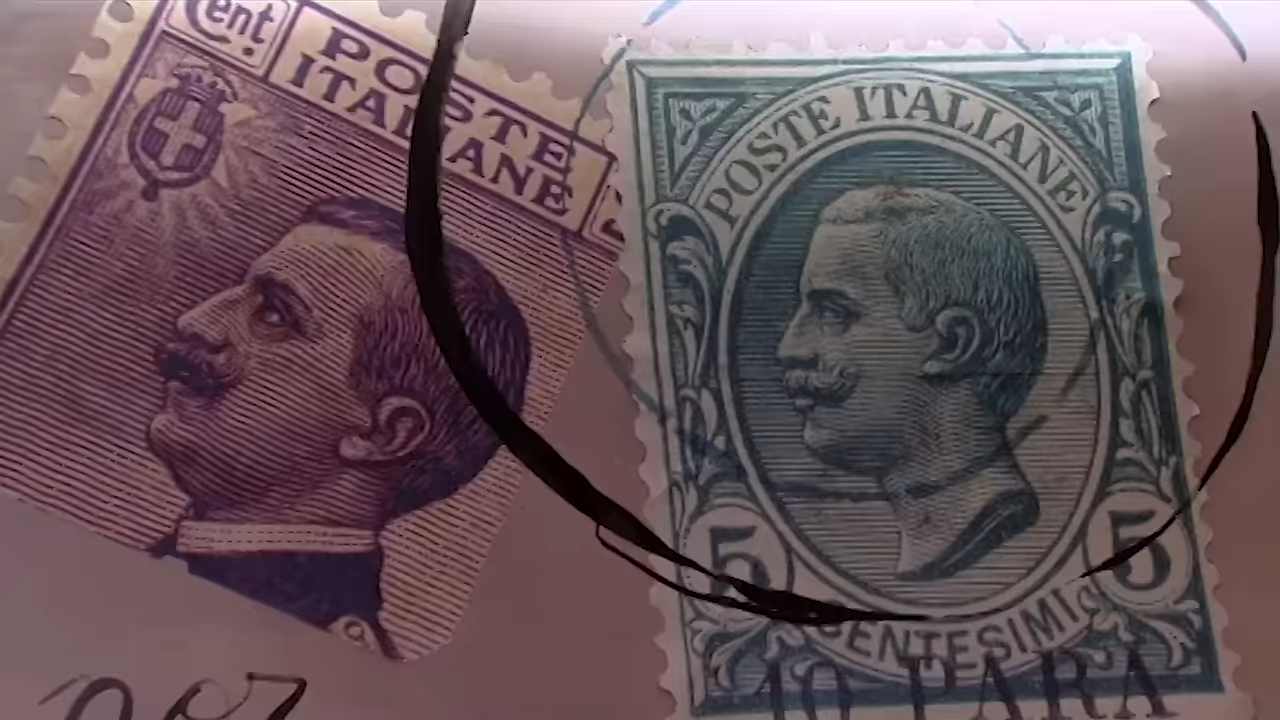 Cent.
POSTE
ITALIANE
POSTE ITALIANE
5 5
CENTESIMI
10 PARA